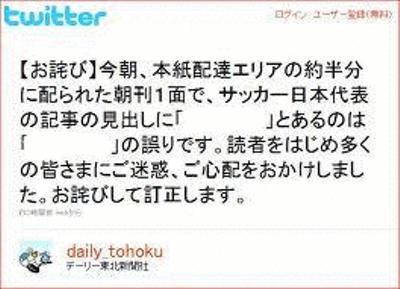 twitter
ログイン ユーザー登録(無料)
【お詫び】今朝、本紙配達エリアの約半分
に配られた朝刊1面で、サッカー日本代表
の記事の見出しに「　　　　」とあるのは
「　　　　」の誤りです。読者をはじめ多く
の皆さまにご迷惑、ご心配をおかけしまし
た。お詫びして訂正します。
webから
daily_tohoku
デーリー東北新聞社